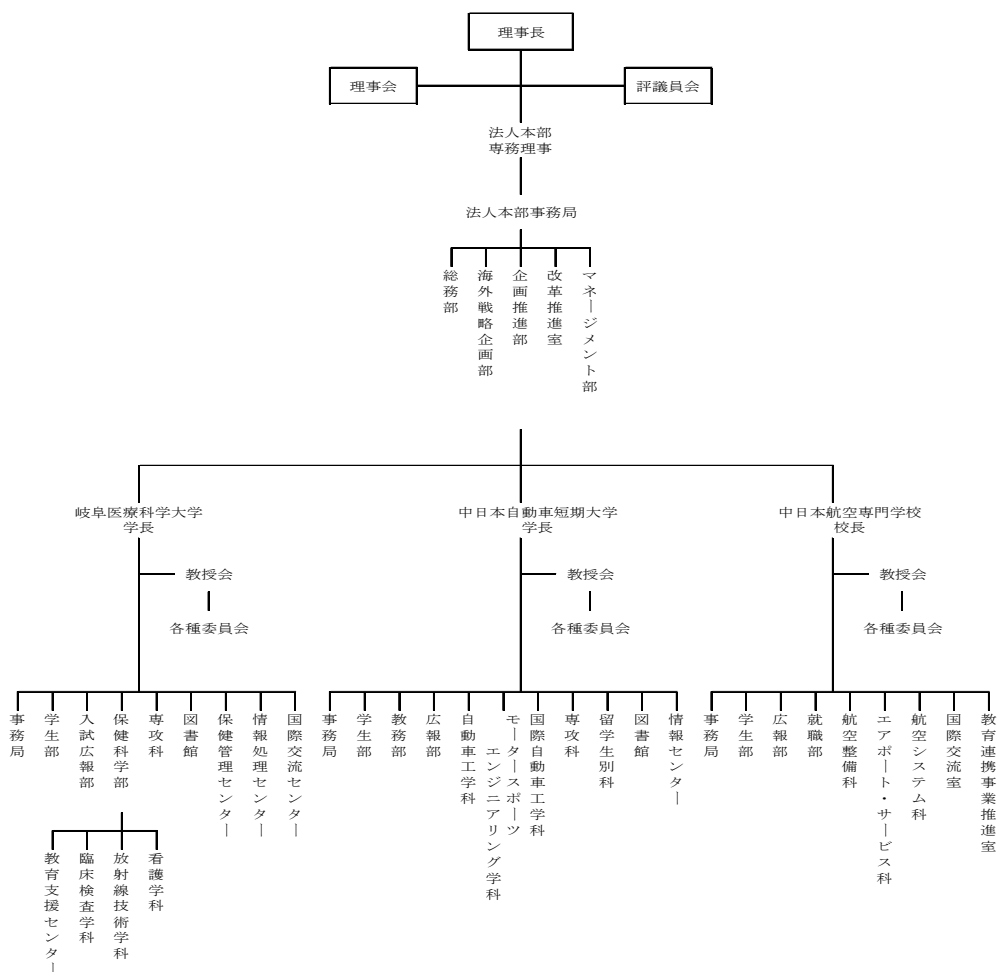 理事長
理事会
評議員会
法人本部
専務理事
法人本部事務局
総務部
海外戦略企画部
企画推進部
改革推進室
マネージメント部
岐阜医療科学大学
学長
中日本自動車短期大学
学長
中日本航空専門学校
校長
教授会
各種委員会
教授会
各種委員会
教授会
各種委員会
事務局
学生部
入試広報部
保健科学部
専攻科
図書館
保健管理センター
情報処理センター
国際交流センター
事務局
学生部
教務部
広報部
自動車工学科
モータースポーツ
エンジニアリング学科
国際自動車工学科
専攻科
留学生別科
図書館
情報センター
事務局
学生部
広報部
就職部
航空整備科
エアポート・サービス科
航空システム科
国際交流室
教育連携事業推進室
教育支援センター
臨床検査学科
放射線技術学科
看護学科